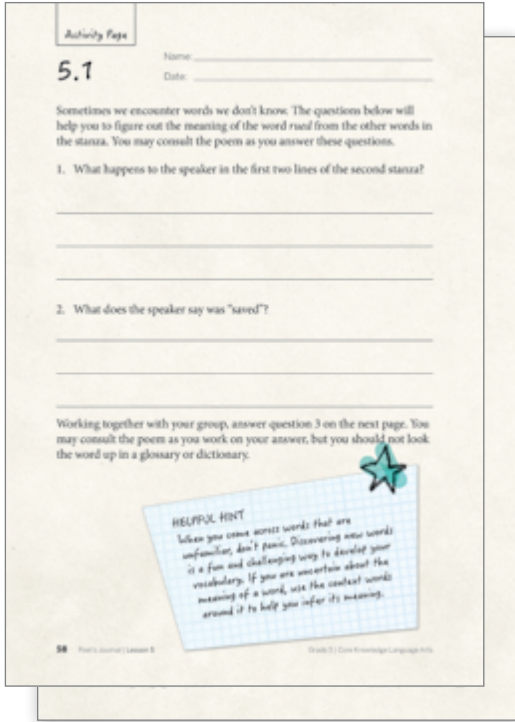 Activity Page
5.1
Name:
Date:
Sometimes we encounter words we don't know. The questions below will
help you to figure out the meaning of the word rued from the other words in
the stanza. You may consult the poem as you answer these questions.
1. What happens to the speaker in the first two lines of the second stanza?
2. What does the speaker say was "saved"?
Working together with your group, answer question 3 on the next page. You
may consult the poem as you work on your answer, but you should not look
the word up in a glossary or dictionary.
HELPFUL HINT
When you come across words that are
unfamiliar, don't panic. Discovering new words
is a fun and challenging way to develop your
vocabulary. If you are uncertain about the
meaning of a word, use the context words
around it to help you infer its meaning.
58 Poet's Journal | Lesson 5
Grade 5 | Core Knowledge Language Arts